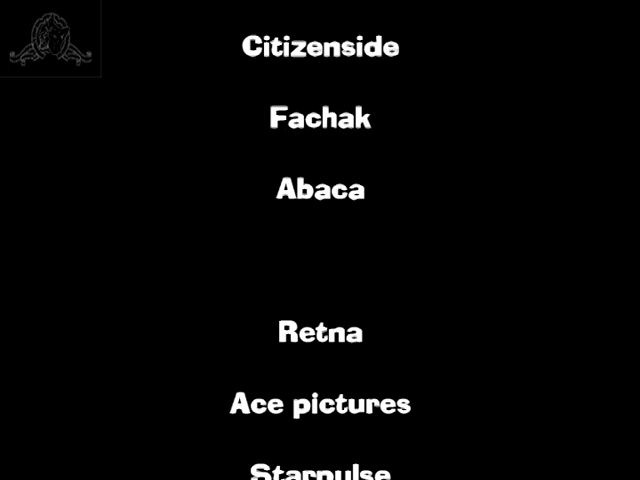 Citizenside
Fachak
Abaca
Retna
Ace pictures
Starpulse